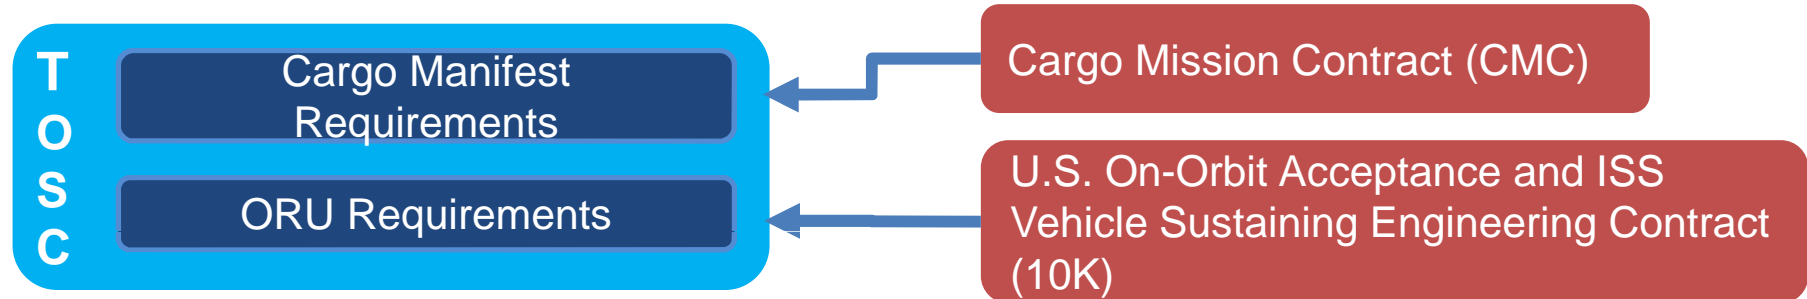 T
O
S
C
Cargo Manifest
Requirements
ORU Requirements
Cargo Mission Contract (CMC)
U.S. On-Orbit Acceptance and ISS
Vehicle Sustaining Engineering Contract
(10K)